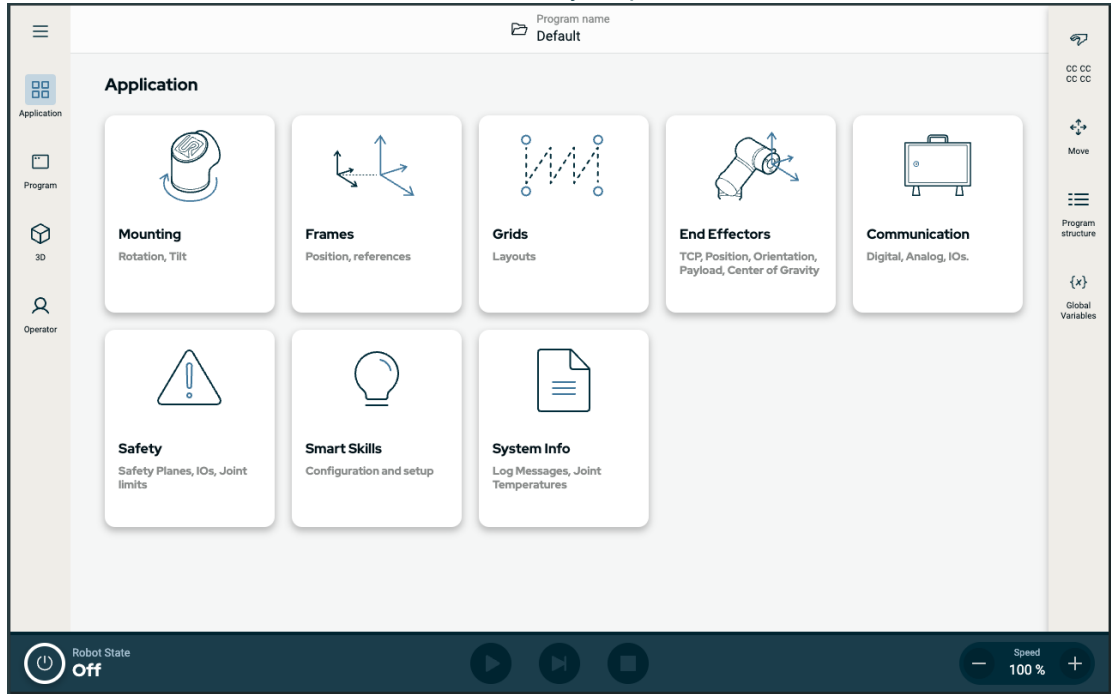 Program name
Default
Application
Application
Program
3D
Operator
Mounting
Rotation, Tilt
Frames
Position, references
Grids
Layouts
End Effectors
TCP, Position, Orientation,
Payload, Center of Gravity
Communication
Digital, Analog, IOs.
Safety
Safety Planes, IOs, Joint
limits
Smart Skills
Configuration and setup
System Info
Log Messages, Joint
Temperatures
CC CC
CC CC
Move
Program
structure
{x}
Global
Variables
Robot State
Off
Speed
100 %